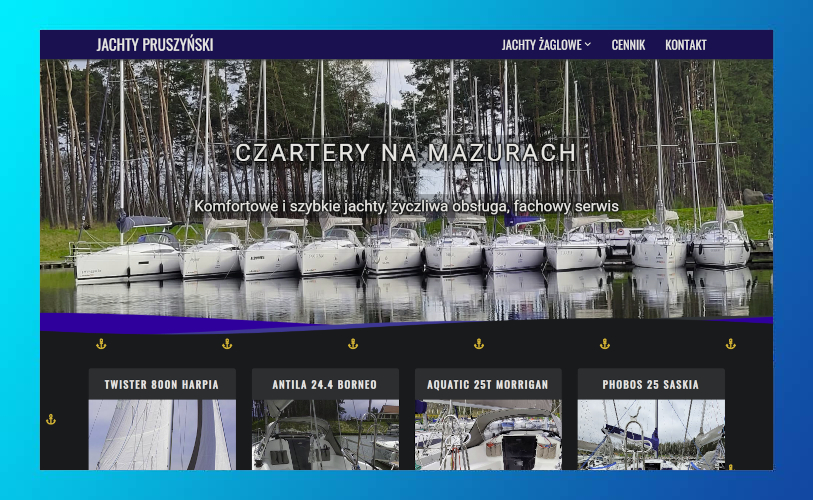 JACHTY PRUSZYŃSKI
JACHTY ŻAGLOWE
CENNIK
KONTAKT
CZARTERY NA MAZURACH
Komfortowe i szybkie jachty, życzliwa obsługa, fachowy serwis
TWISTER 800N HARPIA
ANTILA 24.4 BORNEO
AQUATIC 25T MORRIGAN
PHOBOS 25 SASKIA